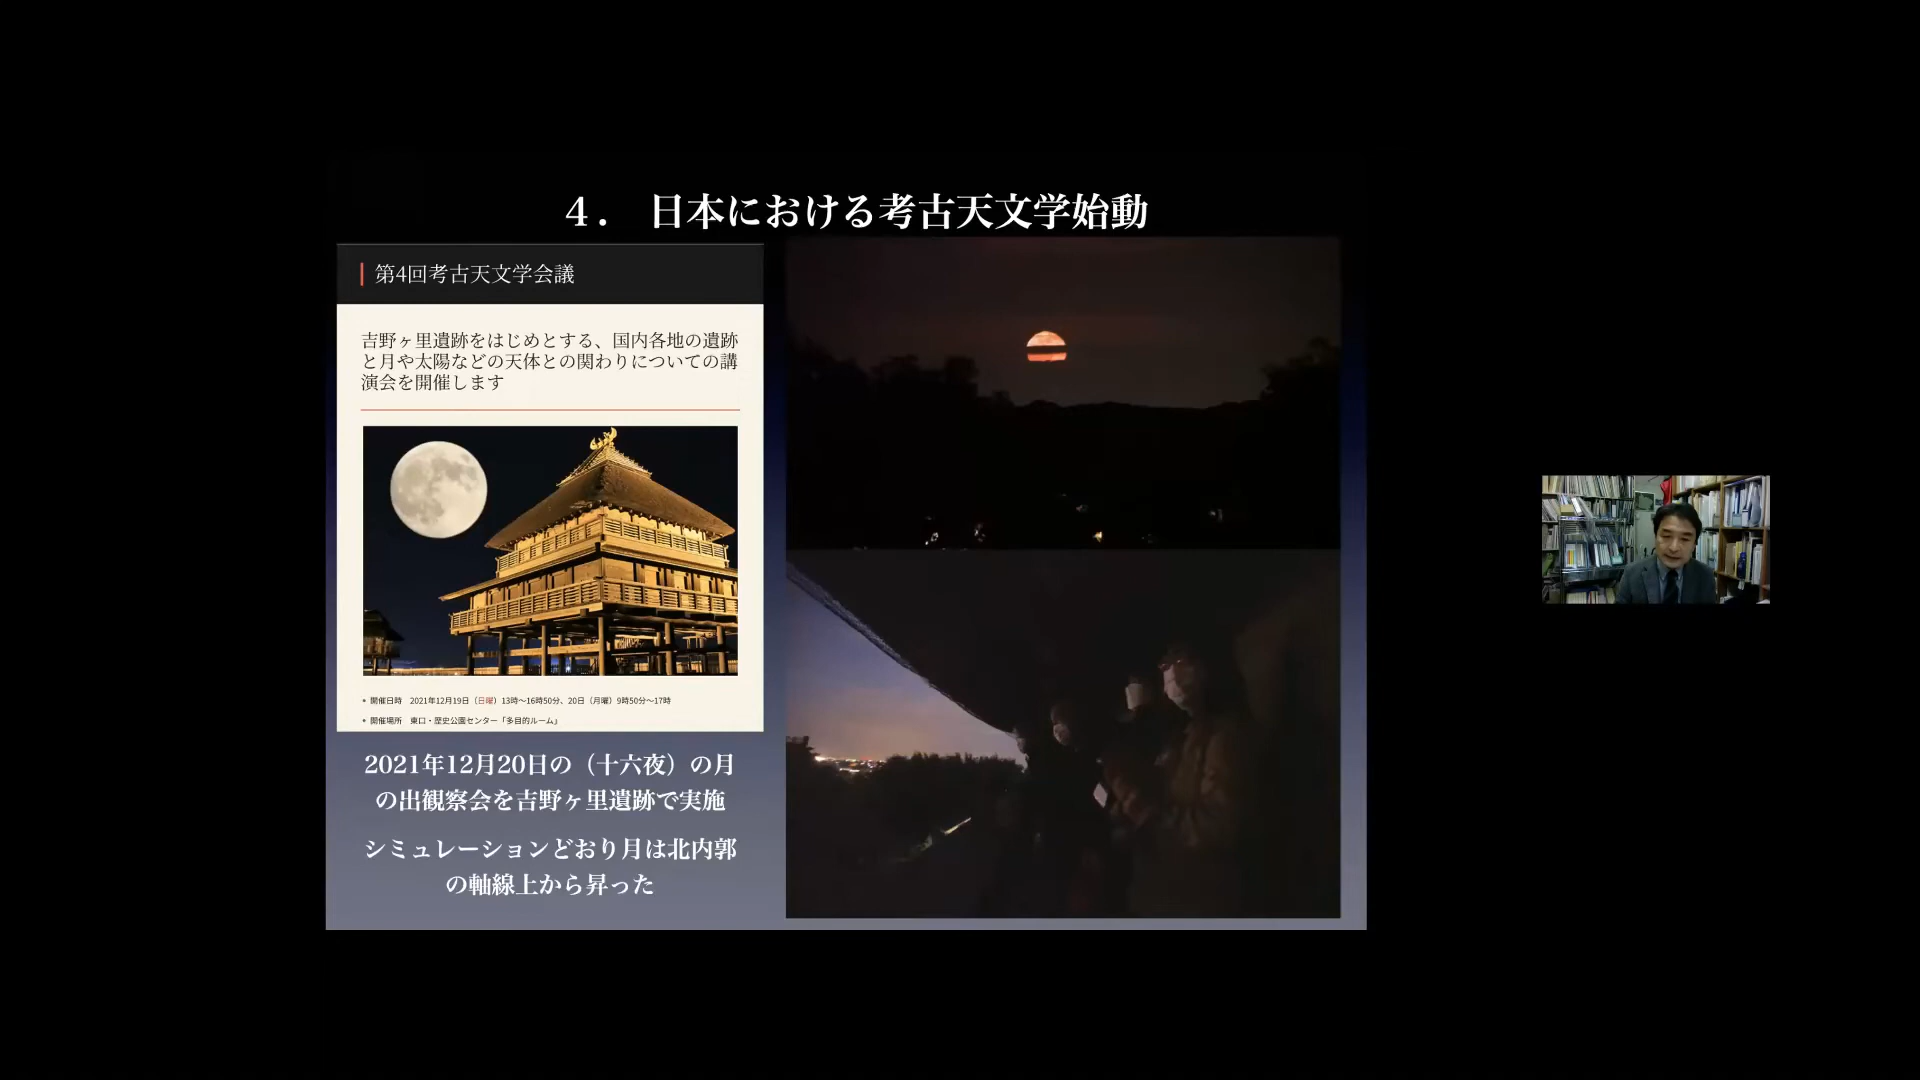 ４． 日本における考古天文学始動
第4回考古天文学会議
吉野ヶ里遺跡をはじめとする、国内各地の遺跡
と月や太陽などの天体との関わりについての講
演会を開催します
• 開催日時 2021年12月19日（日曜）13時～16時50分、20日（月曜）9時50分～17時
• 開催場所 東口・歴史公園センター「多目的ルーム」
2021年12月20日の（十六夜）の月
の出観察会を吉野ヶ里遺跡で実施
シミュレーションどおり月は北内郭
の軸線上から昇った